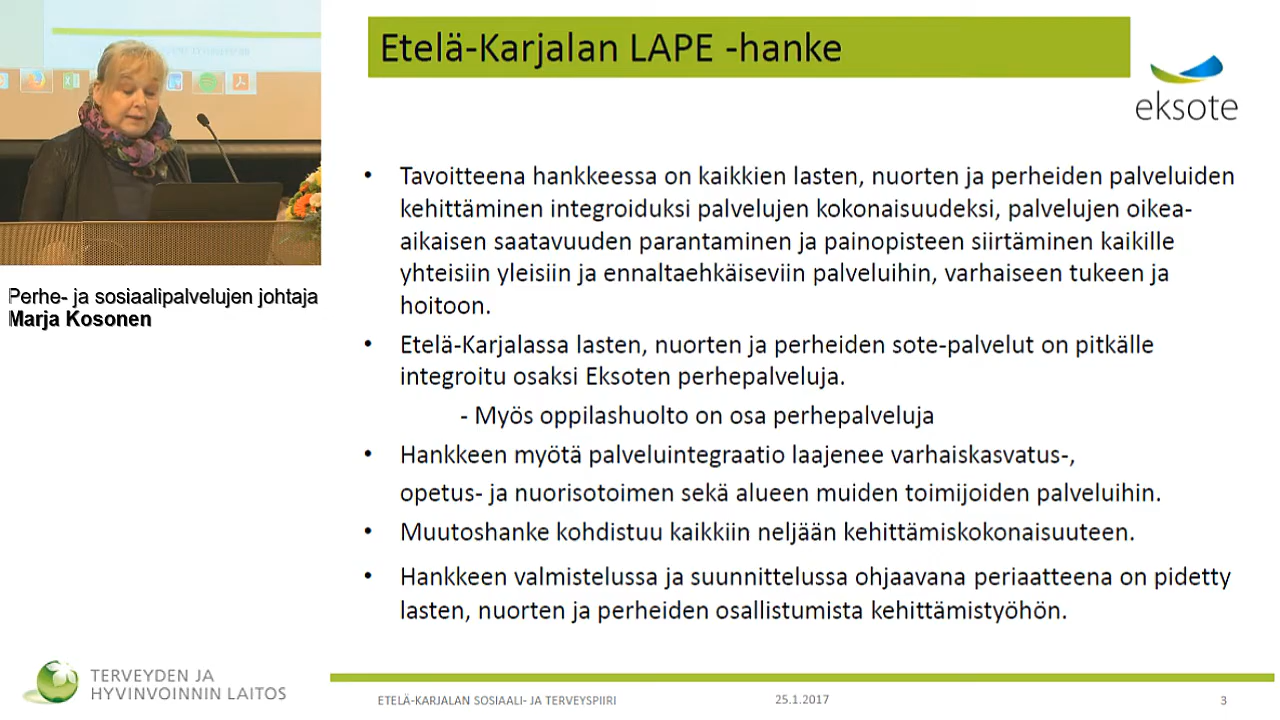 Etelä-Karjalan LAPE -hanke
eksote
• Tavoitteena hankkeessa on kaikkien lasten, nuorten ja perheiden palveluiden
kehittäminen integroiduksi palvelujen kokonaisuudeksi, palvelujen oikea-
aikaisen saatavuuden parantaminen ja painopisteen siirtäminen kaikille
yhteisiin yleisiin ja ennaltaehkäiseviin palveluihin, varhaiseen tukeen ja
hoitoon.
• Etelä-Karjalassa lasten, nuorten ja perheiden sote-palvelut on pitkälle
integroitu osaksi Eksoten perhepalveluja.
- Myös oppilashuolto on osa perhepalveluja
• Hankkeen myötä palveluintegraatio laajenee varhaiskasvatus-,
opetus- ja nuorisotoimen sekä alueen muiden toimijoiden palveluihin.
• Muutoshanke kohdistuu kaikkiin neljään kehittämiskokonaisuuteen.
• Hankkeen valmistelussa ja suunnittelussa ohjaavana periaatteena on pidetty
lasten, nuorten ja perheiden osallistumista kehittämistyöhön.
Perhe- ja sosiaalipalvelujen johtaja
Marja Kosonen
TERVEYDEN JA
HYVINVOINNIN LAITOS
ETELÄ-KARJALAN SOSIAALI- JA TERVEYSPIIRI
25.1.2017
3